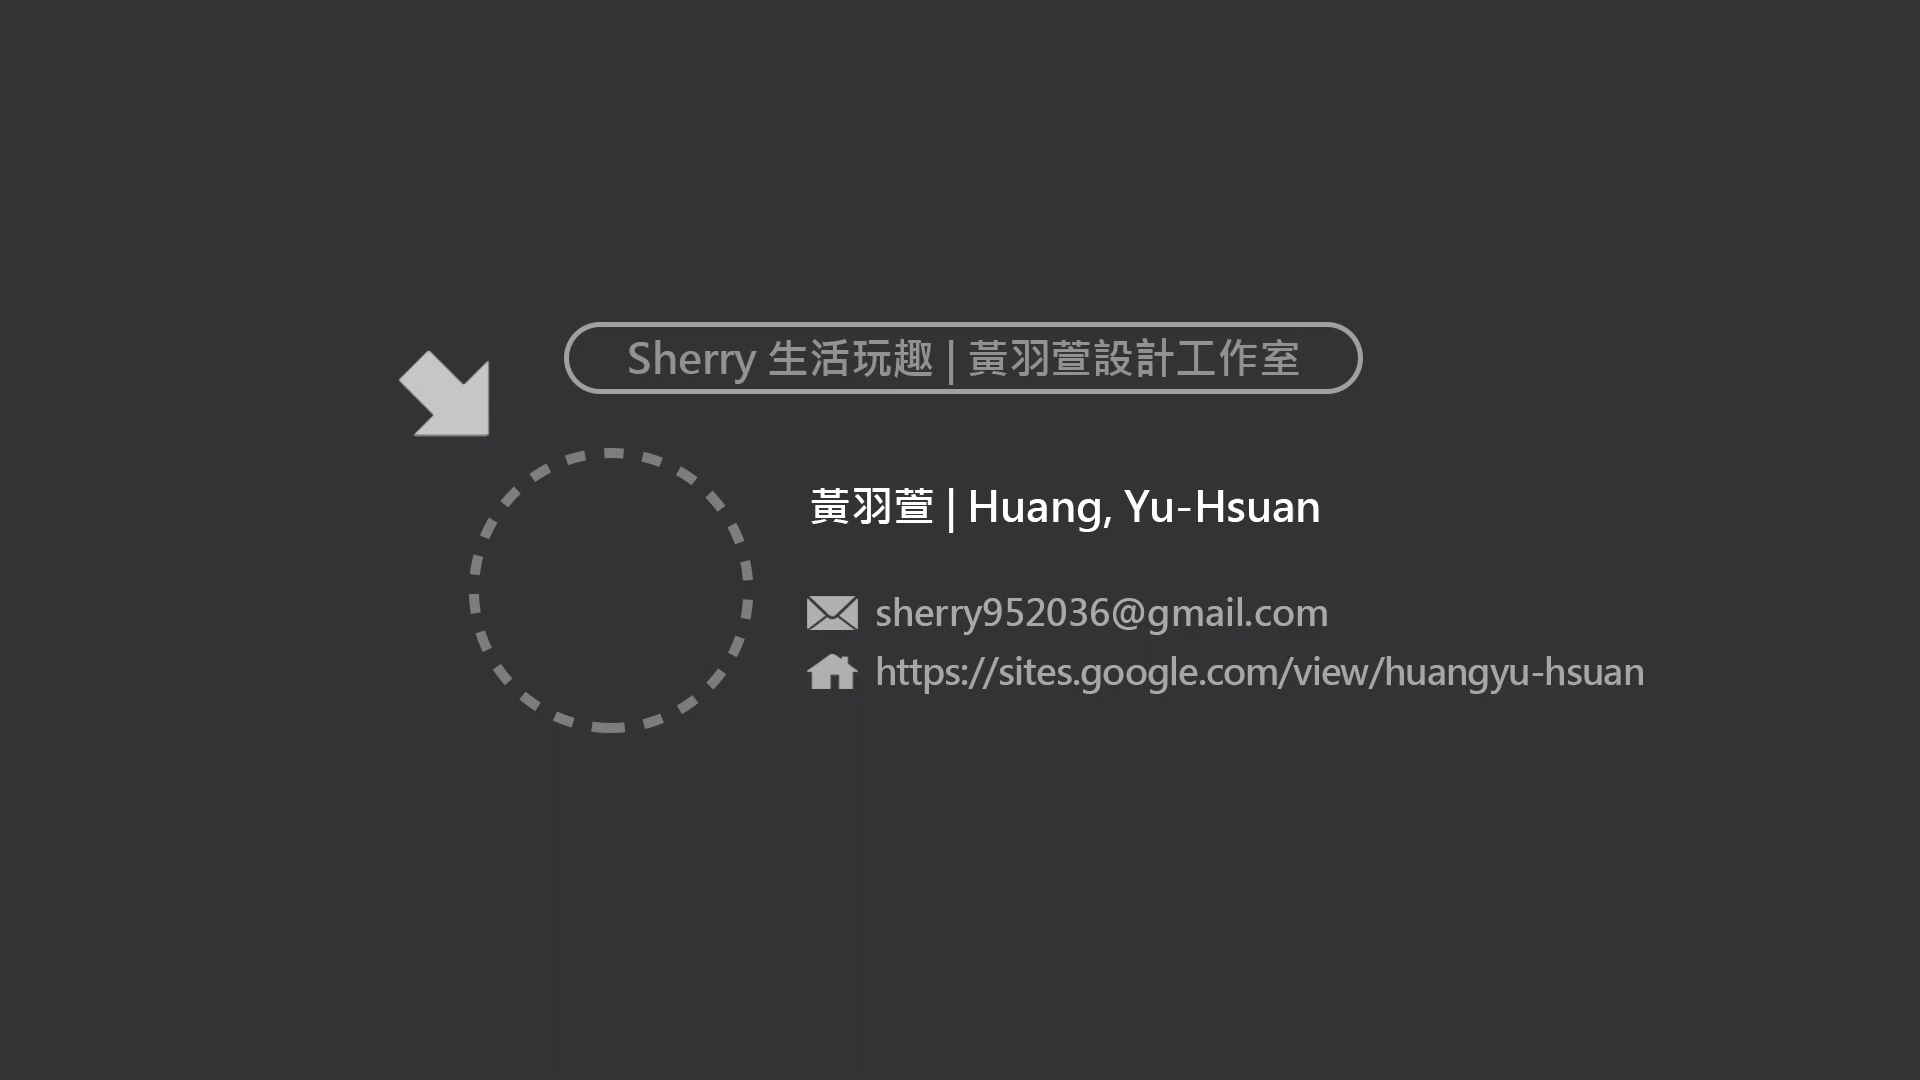 Sherry 生活玩趣 | 黃羽萱設計工作室
黃羽萱 | Huang, Yu-Hsuan
sherry952036@gmail.com
https://sites.google.com/view/huangyu-hsuan